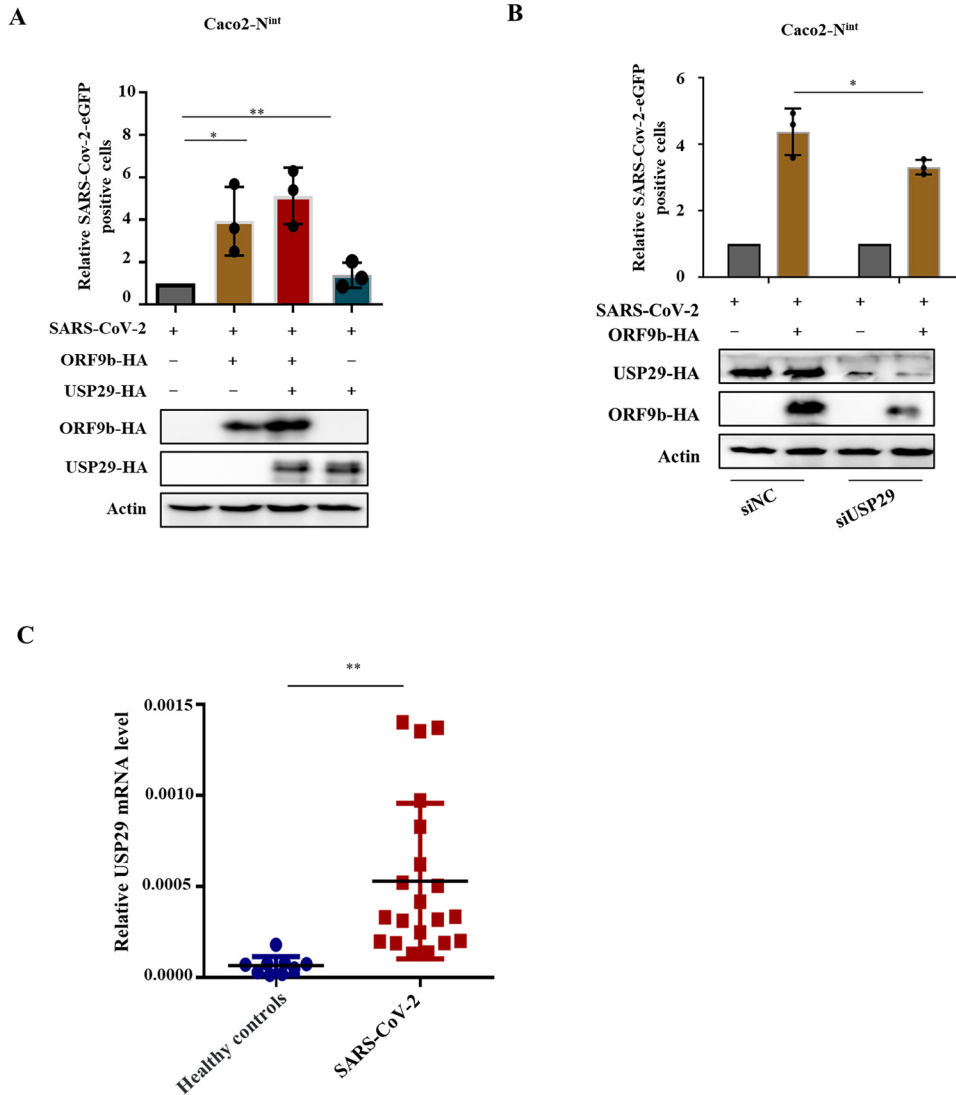 A
Caco2-Nint
Relative SARS-Cov-2-eGFP
positive cells
10
8
6
4
2
0
*
**
SARS-CoV-2 + + + +
ORF9b-HA – + + –
USP29-HA – – + +
ORF9b-HA
USP29-HA
Actin
B
Caco2-Nint
Relative SARS-Cov-2-eGFP
positive cells
6
4
2
0
*
SARS-CoV-2 + + + +
ORF9b-HA – + – +
USP29-HA
ORF9b-HA
Actin
siNC
siUSP29
C
**
Relative USP29 mRNA level
0.0015
0.0010
0.0005
0.0000
Healthy controls
SARS-CoV-2